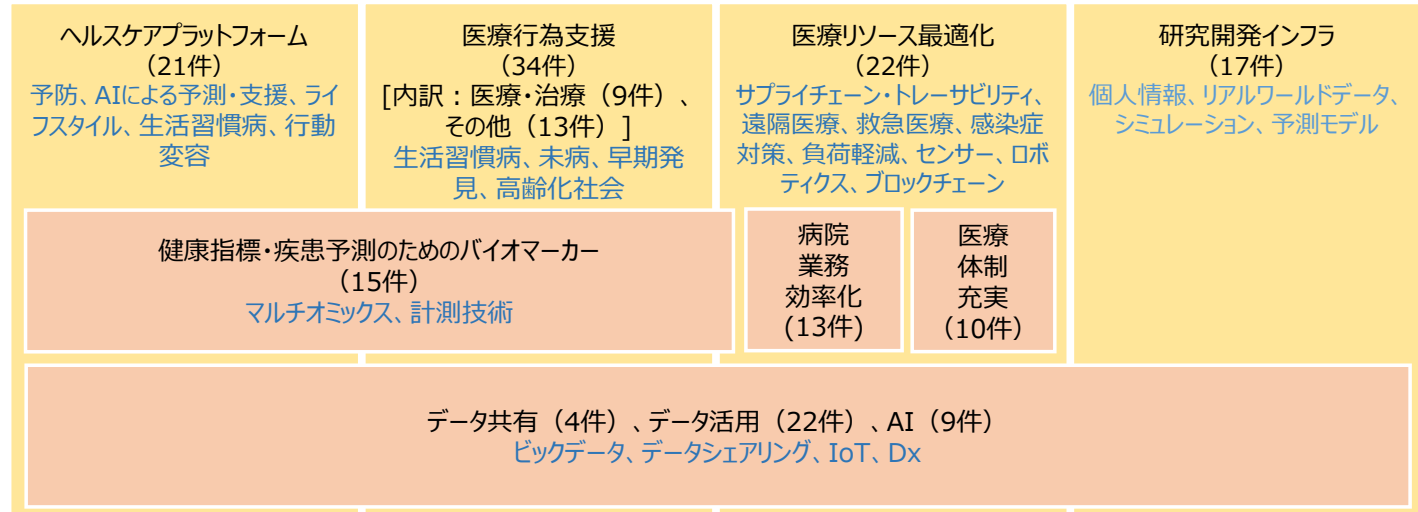 ヘルスケアプラットフォーム
（21件）
予防、AIによる予測・支援、ライ
フスタイル、生活習慣病、行動
変容
医療行為支援
（34件）
[内訳：医療・治療（9件）、
その他（13件）]
生活習慣病、未病、早期発
見、高齢化社会
医療リソース最適化
（22件）
サプライチェーン・トレーサビリティ、
遠隔医療、救急医療、感染症
対策、負荷軽減、センサー、ロボ
ティクス、ブロックチェーン
研究開発インフラ
（17件）
個人情報、リアルワールドデータ、
シミュレーション、予測モデル
健康指標・疾患予測のためのバイオマーカー
（15件）
マルチオミックス、計測技術
病院
業務
効率化
(13件)
医療
体制
充実
（10件）
データ共有（4件）、データ活用（22件）、AI（9件）
ビックデータ、データシェアリング、IoT、Dx